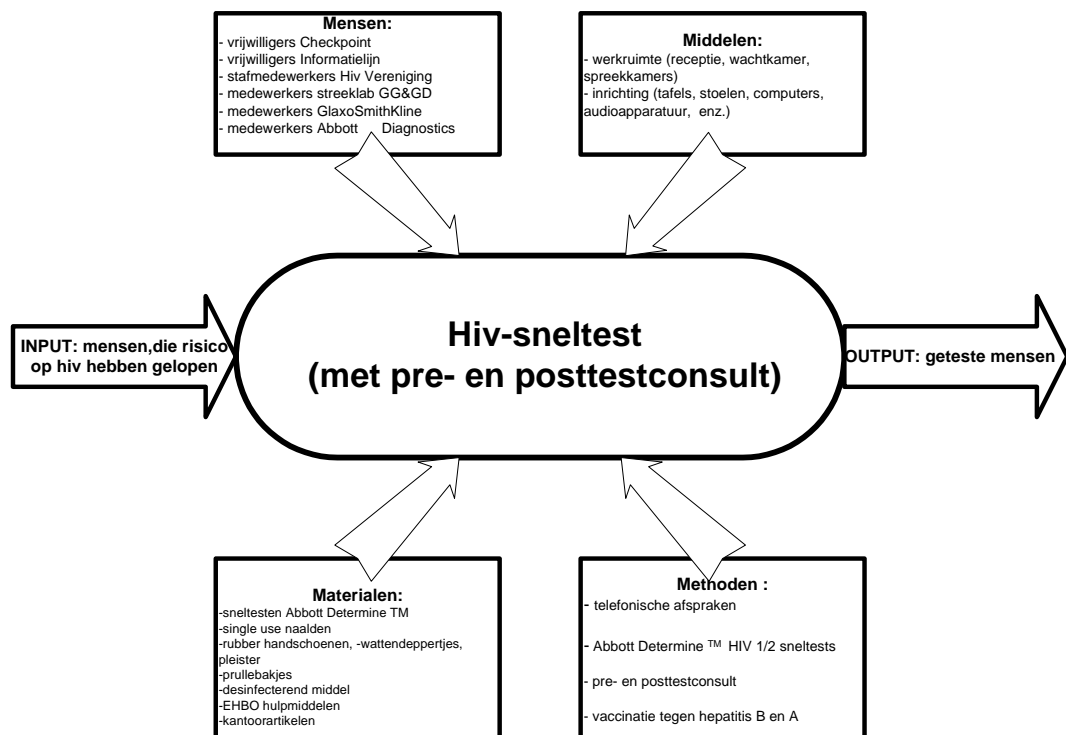 Mensen:
- vrijwilligers Checkpoint
- vrijwilligers Informatielijn
- stafmedewerkers Hiv Vereniging
- medewerkers streeklab GG&GD
- medewerkers GlaxoSmithKline
- medewerkers Abbott Diagnostics
Middelen:
- werkruimte (receptie, wachtkamer,
spreekkamers)
- inrichting (tafels, stoelen, computers,
audioapparatuur, enz.)
INPUT: mensen,die risico
op hiv hebben gelopen
Hiv-sneltest
(met pre- en posttestconsult)
OUTPUT: geteste mensen
Materialen:
-sneltesten Abbott Determine TM
-single use naalden
-rubber handschoenen, -wattendeppertjes,
pleister
-prullebakjes
-desinfecterend middel
-EHBO hulpmiddelen
-kantoorartikelen
Methoden :
- telefonische afspraken
- Abbott Determine TM HIV 1/2 sneltests
- pre- en posttestconsult
- vaccinatie tegen hepatitis B en A